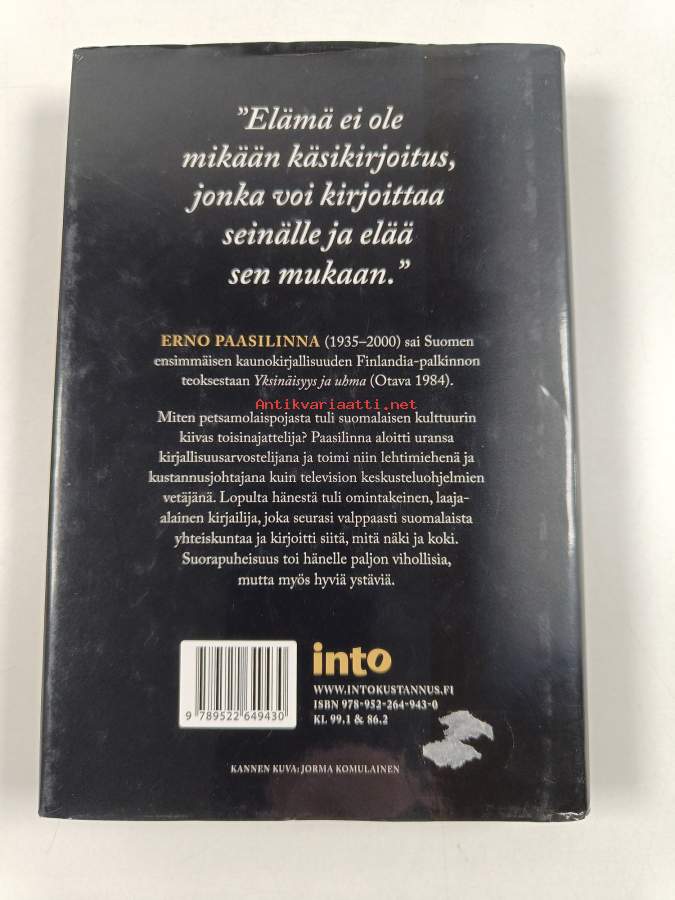 ”Elämä ei ole
mikään käsikirjoitus,
jonka voi kirjoittaa
seinälle ja elää
sen mukaan.”
ERNO PAASILINNA (1935–2000) sai Suomen
ensimmäisen kaunokirjallisuuden Finlandia-palkinnon
teoksestaan Yksinäisyys ja uhma (Otava 1984).
Antikvariaatti.net
Miten petsamolaispojasta tuli suomalaisen kulttuurin
kiivas toisinajattelija? Paasilinna aloitti uransa
kirjallisuusarvostelijana ja toimi niin lehtimiehenä ja
kustannusjohtajana kuin television keskusteluohjelmien
vetäjänä. Lopulta hänestä tuli omintakeinen, laaja-
alainen kirjailija, joka seurasi valppaasti suomalaista
yhteiskuntaa ja kirjoitti siitä, mitä näki ja koki.
Suorapuheisuus toi hänelle paljon vihollisia,
mutta myös hyviä ystäviä.
9 789522 649430
into
WWW.INTOKUSTANNUS.FI
ISBN 978-952-264-943-0
KL 99.1 & 86.2
KANNEN KUVA: JORMA KOMULAINEN